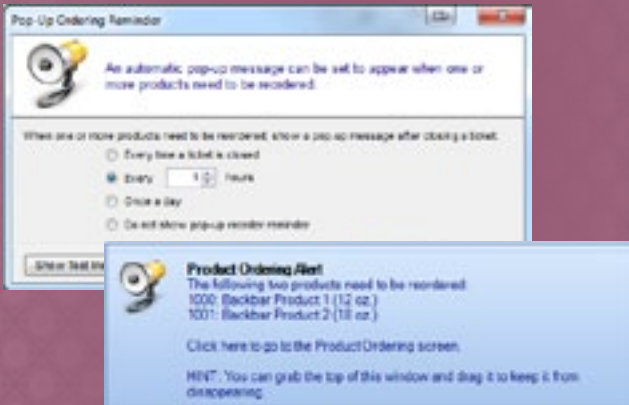 Pop-Up Ordering Reminder
An automatic pop-up message can be set to appear when one or
more products need to be reordered.
When one or more products need to be reordered, show a pop-up message after closing a ticket.
Every time a ticket is closed
Every 1 hours
Once a day
Do not show pop-up reorder reminder
Show Test
Product Ordering Alert
The following two products need to be reordered:
1000: Backbar Product 1 (12 oz.)
1001: Backbar Product 2 (18 oz.)
Click here to go to the Product Ordering screen.
HINT: You can grab the top of this window and drag it to keep it from
disappearing